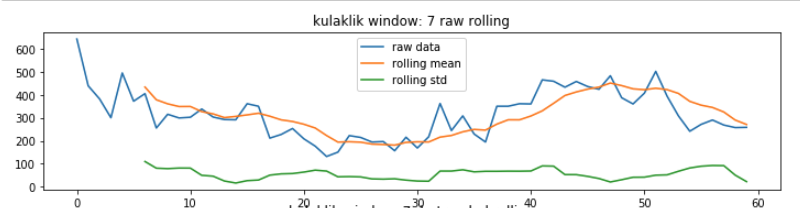 kulaklik window: 7 raw rolling
raw data
rolling mean
rolling std
600
500
400
300
200
100
0
0 10 20 30 40 50 60